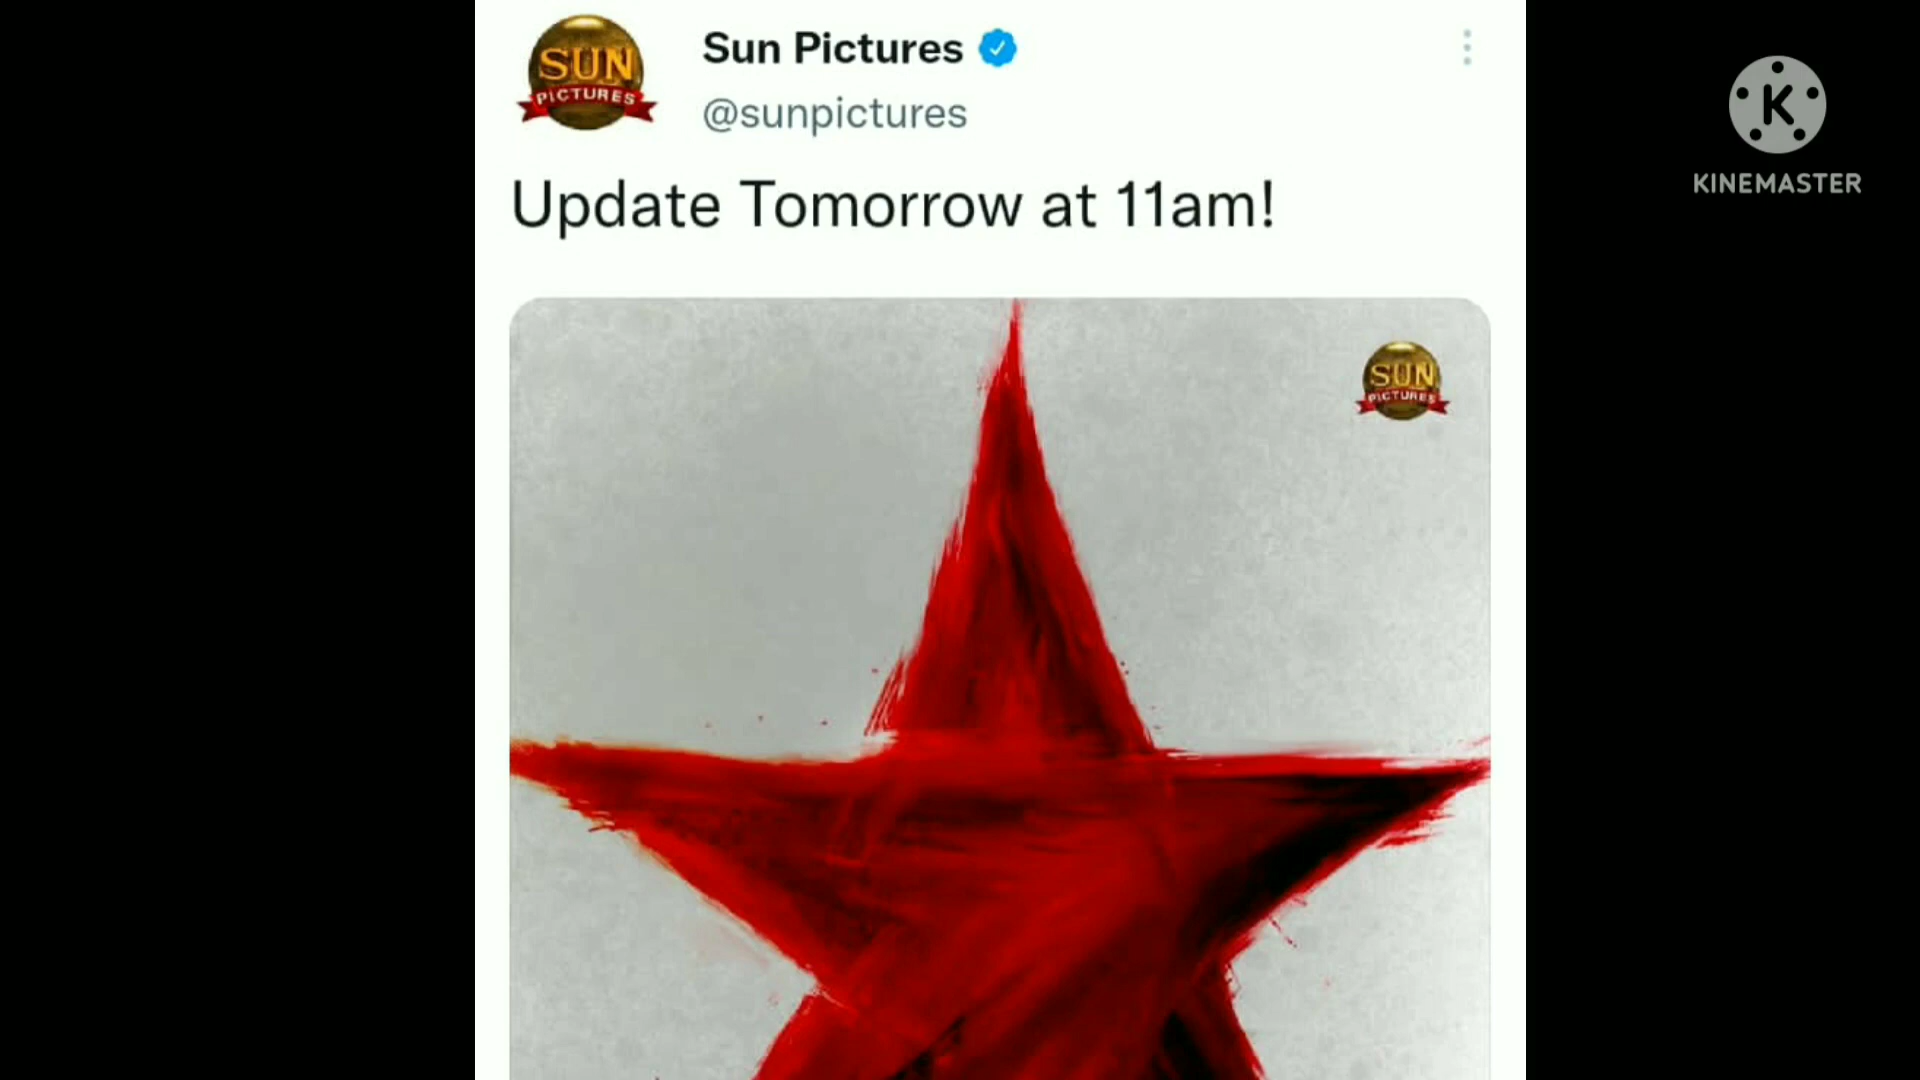 SUN
PICTURES
Sun Pictures
@sunpictures
Update Tomorrow at 11am!
SUN
PICTURES
K
KINEMASTER